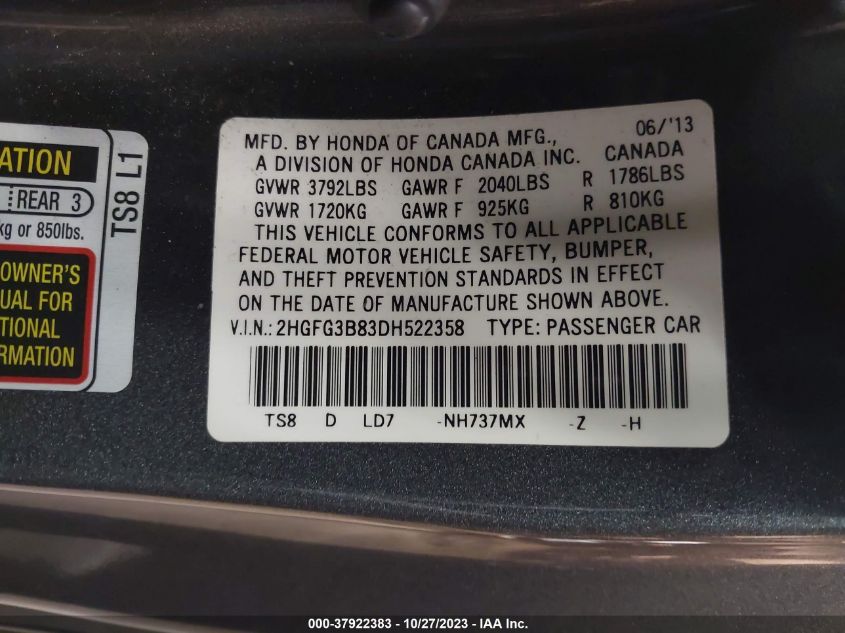 ATION
REAR 3
kg or 850lbs.
OWNER'S
UAL FOR
TIONAL
RMATION
TS8 L1
06/'13
MFD. BY HONDA OF CANADA MFG.,
A DIVISION OF HONDA CANADA INC. CANADA
GVWR 3792LBS GAWR F 2040LBS R 1786LBS
GVWR 1720KG GAWR F 925KG R 810KG
THIS VEHICLE CONFORMS TO ALL APPLICABLE
FEDERAL MOTOR VEHICLE SAFETY, BUMPER,
AND THEFT PREVENTION STANDARDS IN EFFECT
ON THE DATE OF MANUFACTURE SHOWN ABOVE.
V.I.N.: 2HGFG3B83DH522358 TYPE: PASSENGER CAR
TS8 D LD7 -NH737MX -Z -H
000-37922383 - 10/27/2023 - IAA Inc.